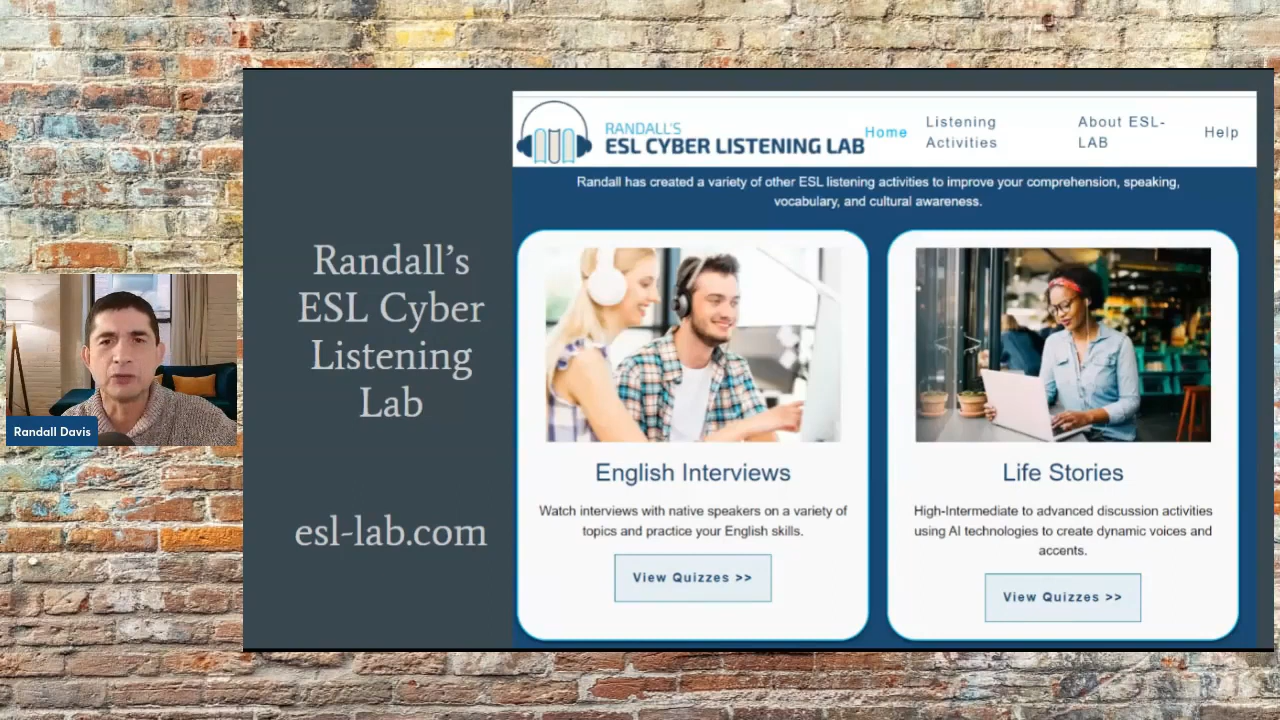 Randall's
ESL Cyber
Listening
Lab
esl-lab.com
RANDALL'S
ESL CYBER LISTENING LAB
Home
Listening
Activities
About ESL-
LAB
Help
Randall has created a variety of other ESL listening activities to improve your comprehension, speaking,
vocabulary, and cultural awareness.
English Interviews
Watch interviews with native speakers on a variety of
topics and practice your English skills.
View Quizzes >>
Life Stories
High-Intermediate to advanced discussion activities
using AI technologies to create dynamic voices and
accents.
View Quizzes >>
Randall Davis